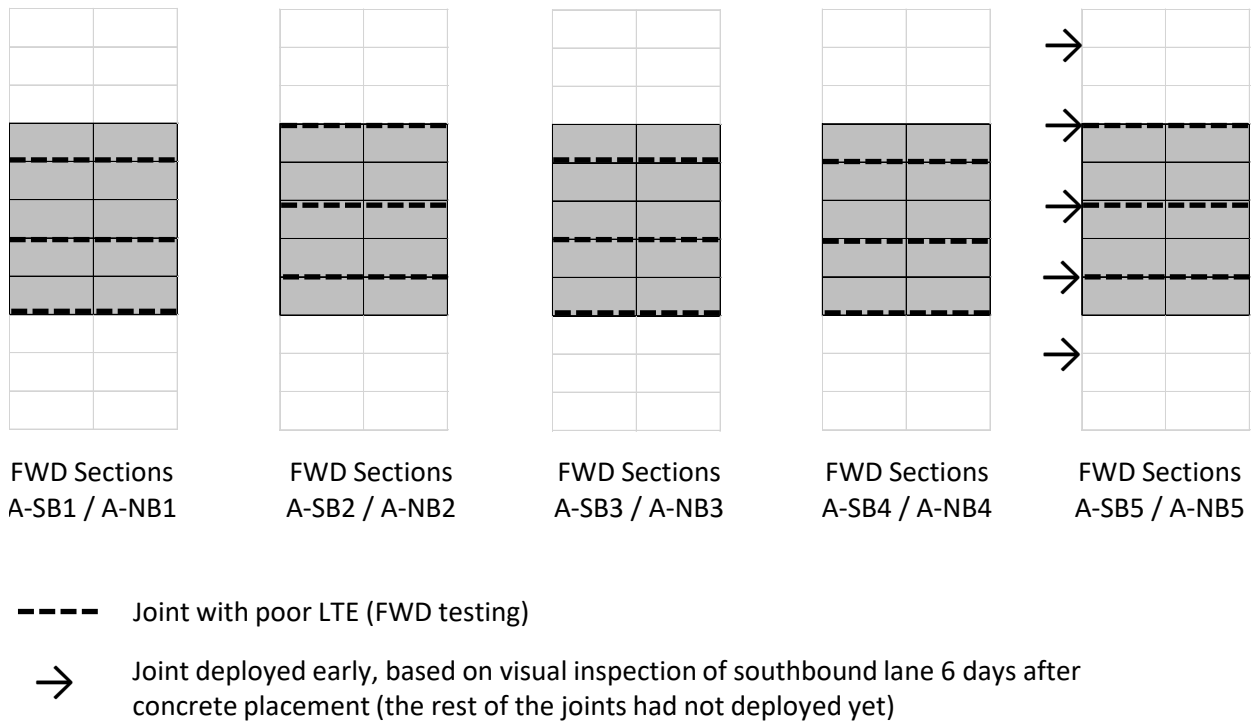 FWD Sections
A-SB1 / A-NB1
FWD Sections
A-SB2 / A-NB2
FWD Sections
A-SB3 / A-NB3
FWD Sections
A-SB4 / A-NB4
FWD Sections
A-SB5 / A-NB5
Joint with poor LTE (FWD testing)
Joint deployed early, based on visual inspection of southbound lane 6 days after
concrete placement (the rest of the joints had not deployed yet)